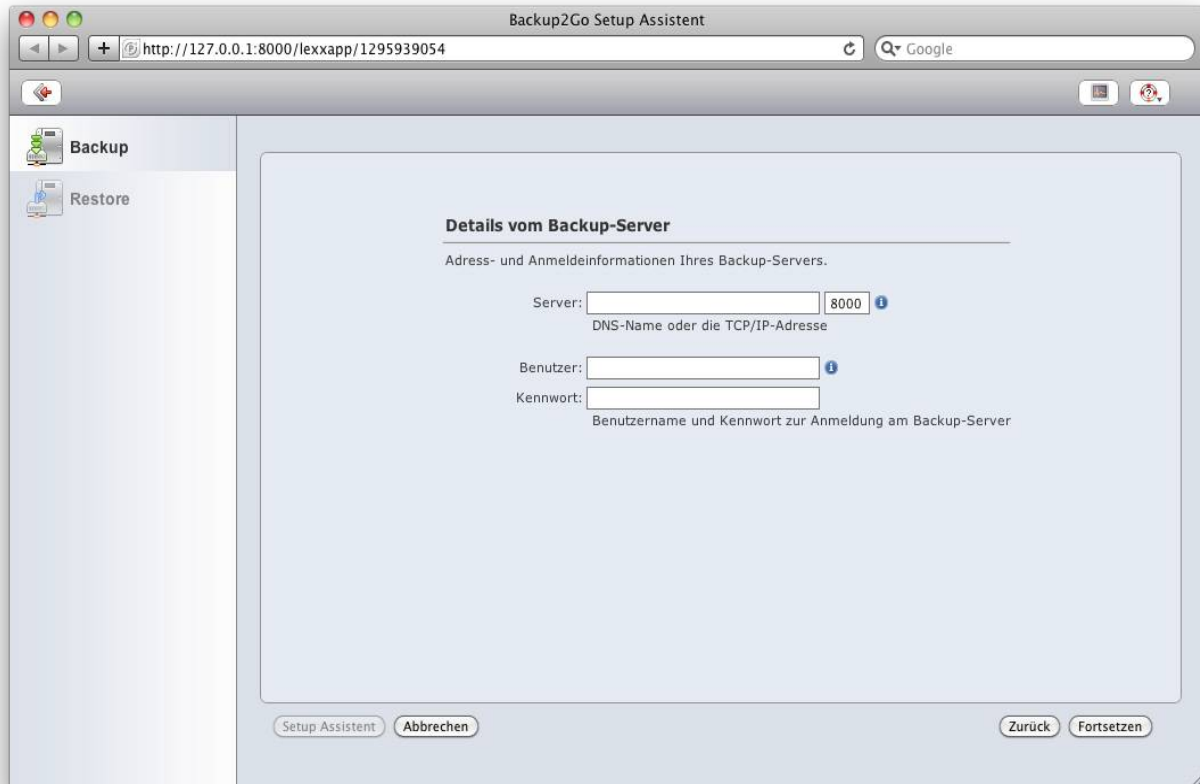 Backup2Go Setup Assistent
http://127.0.0.1:8000/lexxapp/1295939054
Google
Backup
Restore
Details vom Backup-Server
Adress- und Anmeldeinformationen Ihres Backup-Servers.
Server: 8000
DNS-Name oder die TCP/IP-Adresse
Benutzer:
Kennwort:
Benutzername und Kennwort zur Anmeldung am Backup-Server
Setup Assistent Abbrechen Zurück Fortsetzen